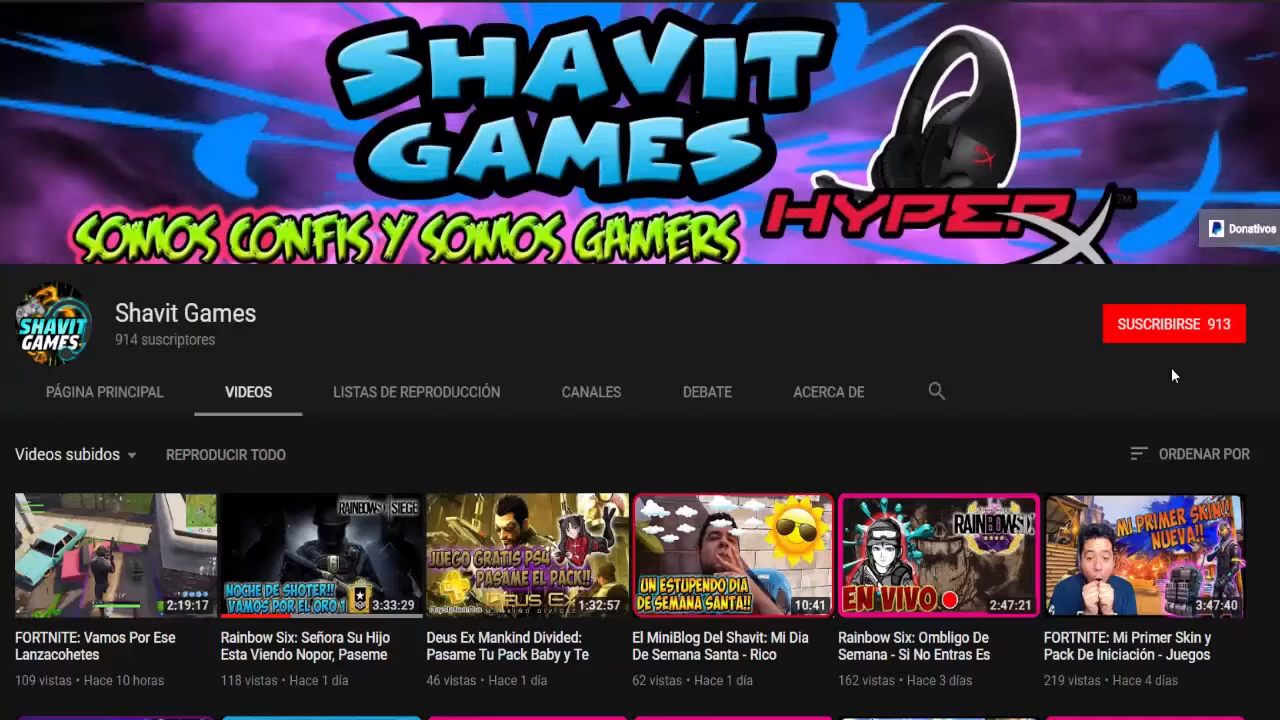 SHAVIT
GAMES
HYPERX™
SOMOS CONFIS Y SOMOS GAMERS
Donativos
SHAVIT
GAMES
Shavit Games
914 suscriptores
SUSCRIBIRSE 913
PÁGINA PRINCIPAL
VIDEOS
LISTAS DE REPRODUCCIÓN
CANALES
DEBATE
ACERCA DE
Videos subidos
REPRODUCIR TODO
ORDENAR POR
2:19:17
FORTNITE: Vamos Por Ese
Lanzacohetes
109 vistas • Hace 10 horas
RAINBOW SIX SIEGE
NOCHE DE SHOTER!!
VAMOS POR EL ORO 1
3:33:29
Rainbow Six: Señora Su Hijo
Esta Viendo Nopor, Paseme
118 vistas • Hace 1 día
JUEGO GRATIS PS4
PASAME EL PACK!!
DEUS EX
1:32:57
Deus Ex Mankind Divided:
Pasame Tu Pack Baby y Te
46 vistas • Hace 1 día
UN ESTUPENDO DIA
DE SEMANA SANTA!!
10:41
El MiniBlog Del Shavit: Mi Dia
De Semana Santa - Rico
62 vistas • Hace 1 día
RAINBOWSIX
EN VIVO
2:47:21
Rainbow Six: Ombligo De
Semana - Si No Entras Es
162 vistas • Hace 3 días
MI PRIMER SKIN!!
NUEVA!!
3:47:40
FORTNITE: Mi Primer Skin y
Pack De Iniciación - Juegos
219 vistas • Hace 4 días